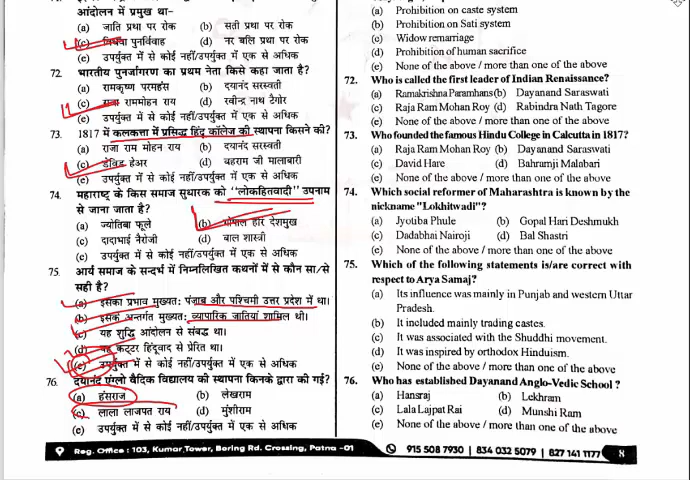 आंदोलन में प्रमुख था-
(a) जाति प्रथा पर रोक (b) सती प्रथा पर रोक
(c) विधवा पुनर्विवाह (d) नर बलि प्रथा पर रोक
(e) उपर्युक्त में से कोई नहीं/उपर्युक्त में एक से अधिक
72. भारतीय पुनर्जागरण का प्रथम नेता किसे कहा जाता है?
(a) रामकृष्ण परमहंस (b) दयानंद सरस्वती
(c) राजा राममोहन राय (d) रवीन्द्र नाथ टैगोर
(e) उपर्युक्त में से कोई नहीं/उपर्युक्त में एक से अधिक
73. 1817 में कलकत्ता में प्रसिद्ध हिंदू कॉलेज की स्थापना किसने की?
(a) राजा राम मोहन राय (b) दयानंद सरस्वती
(c) डेविड हेअर (d) बहराम जी मालाबारी
(e) उपर्युक्त में से कोई नहीं/उपर्युक्त में एक से अधिक
74. महाराष्ट्र के किस समाज सुधारक को "लोकहितवादी" उपनाम
से जाना जाता है?
(a) ज्योतिबा फूले (b) गोपाल हरि देशमुख
(c) दादाभाई नैरोजी (d) बाल शास्त्री
(e) उपर्युक्त में से कोई नहीं/उपर्युक्त में एक से अधिक
75. आर्य समाज के सन्दर्भ में निम्नलिखित कथनों में से कौन सा/से
सही है?
(a) इसका प्रभाव मुख्यत: पंजाब और पश्चिमी उत्तर प्रदेश में था।
(b) इसके अन्तर्गत मुख्यत: व्यापारिक जातियां शामिल थी।
(c) यह शुद्धि आंदोलन से संबद्ध था।
(d) यह कट्टर हिंदूवाद से प्रेरित था।
(e) उपर्युक्त में से कोई नहीं/उपर्युक्त में एक से अधिक
76. दयानंद एंग्लो वैदिक विद्यालय की स्थापना किनके द्वारा की गई?
(a) हंसराज (b) लेखराम
(c) लाला लाजपत राय (d) मुंशीराम
(e) उपर्युक्त में से कोई नहीं/उपर्युक्त में एक से अधिक
(a) Prohibition on caste system
(b) Prohibition on Sati system
(c) Widow remarriage
(d) Prohibition of human sacrifice
(e) None of the above / more than one of the above
72. Who is called the first leader of Indian Renaissance?
(a) Ramakrishna Paramhans (b) Dayanand Saraswati
(c) Raja Ram Mohan Roy (d) Rabindra Nath Tagore
(e) None of the above / more than one of the above
73. Who founded the famous Hindu College in Calcutta in 1817?
(a) Raja Ram Mohan Roy (b) Dayanand Saraswati
(c) David Hare (d) Bahramji Malabari
(e) None of the above / more than one of the above
74. Which social reformer of Maharashtra is known by the
nickname "Lokhitwadi"?
(a) Jyotiba Phule (b) Gopal Hari Deshmukh
(c) Dadabhai Nairoji (d) Bal Shastri
(e) None of the above / more than one of the above
75. Which of the following statements is/are correct with
respect to Arya Samaj?
(a) Its influence was mainly in Punjab and western Uttar
Pradesh.
(b) It included mainly trading castes.
(c) It was associated with the Shuddhi movement.
(d) It was inspired by orthodox Hinduism.
(e) None of the above / more than one of the above
76. Who has established Dayanand Anglo-Vedic School ?
(a) Hansraj (b) Lekhram
(c) Lala Lajpat Rai (d) Munshi Ram
(e) None of the above / more than one of the above
Reg. Office : 103, Kumar Tower, Boring Rd. Crossing, Patna -01 915 508 7930 | 834 032 5079 | 827 141 1177 8